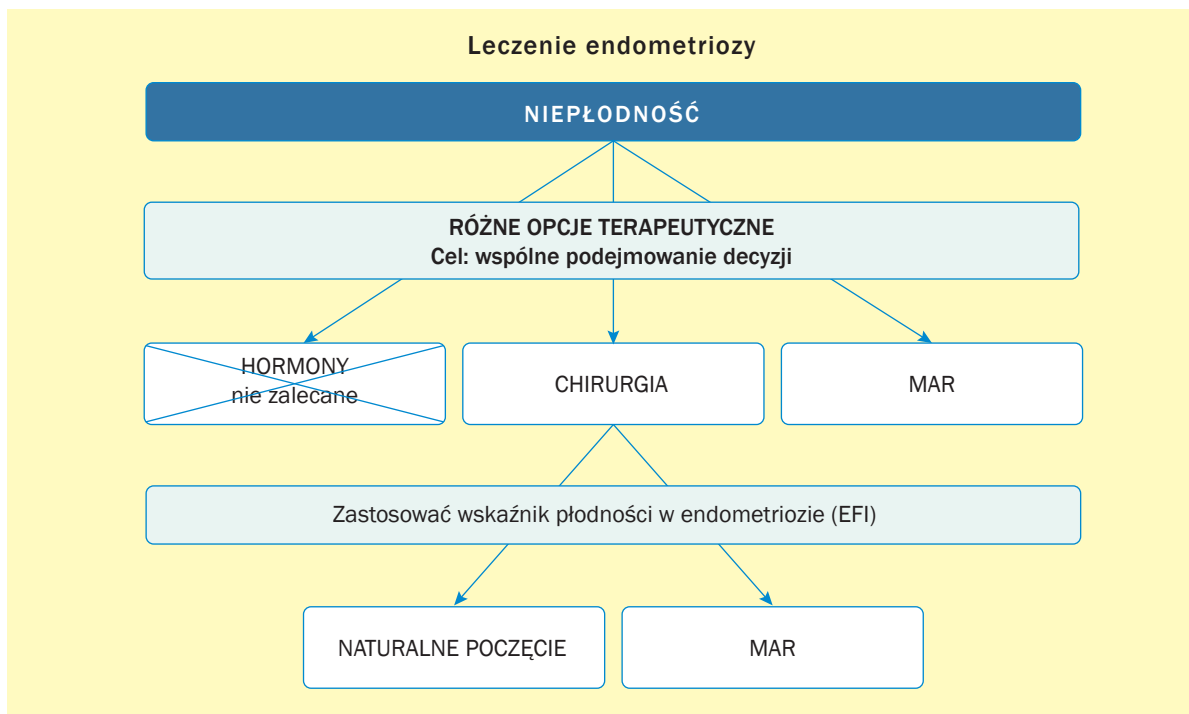 Leczenie endometriozy
NIEPŁODNOŚĆ
RÓŻNE OPCJE TERAPEUTYCZNE
Cel: wspólne podejmowanie decyzji
HORMONY
nie zalecane
CHIRURGIA
MAR
Zastosować wskaźnik płodności w endometriozie (EFI)
NATURALNE POCZĘCIE
MAR